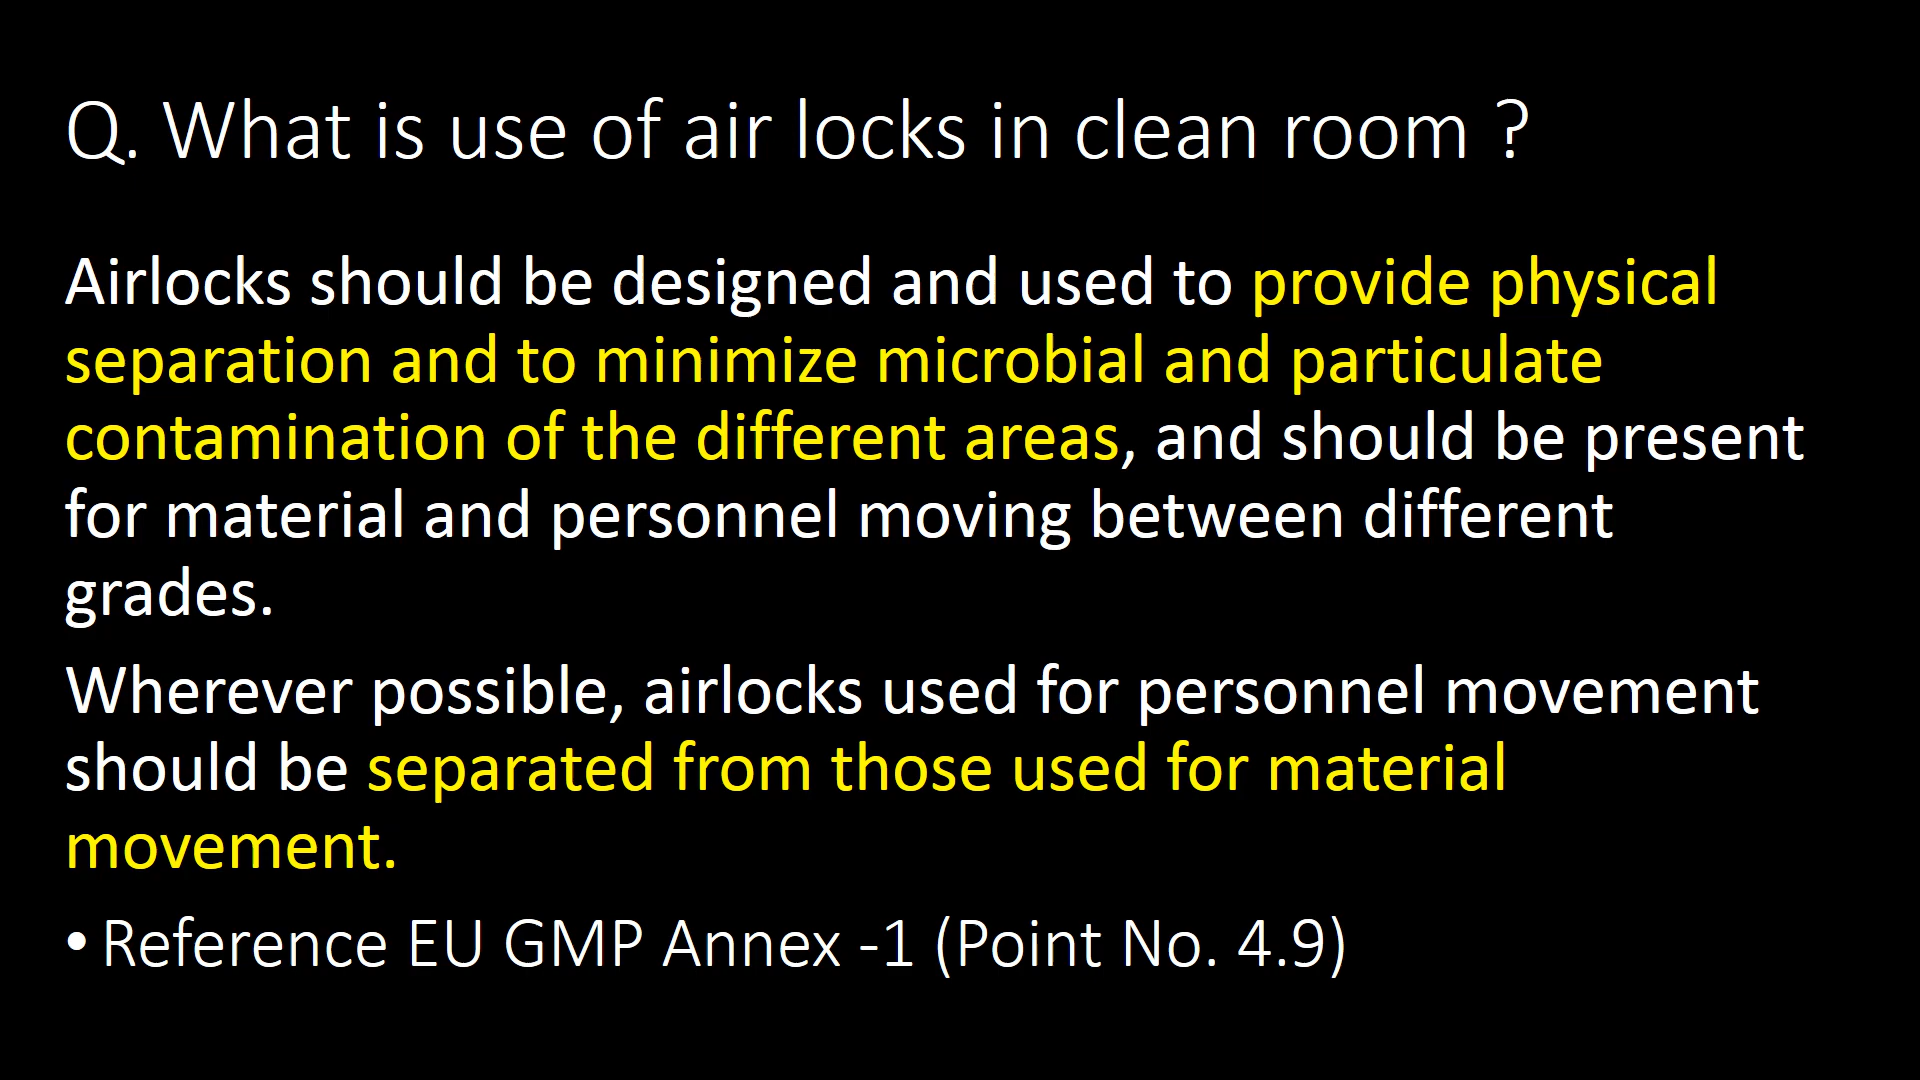 Q. What is use of air locks in clean room ?
Airlocks should be designed and used to provide physical
separation and to minimize microbial and particulate
contamination of the different areas, and should be present
for material and personnel moving between different
grades.
Wherever possible, airlocks used for personnel movement
should be separated from those used for material
movement.
• Reference EU GMP Annex -1 (Point No. 4.9)